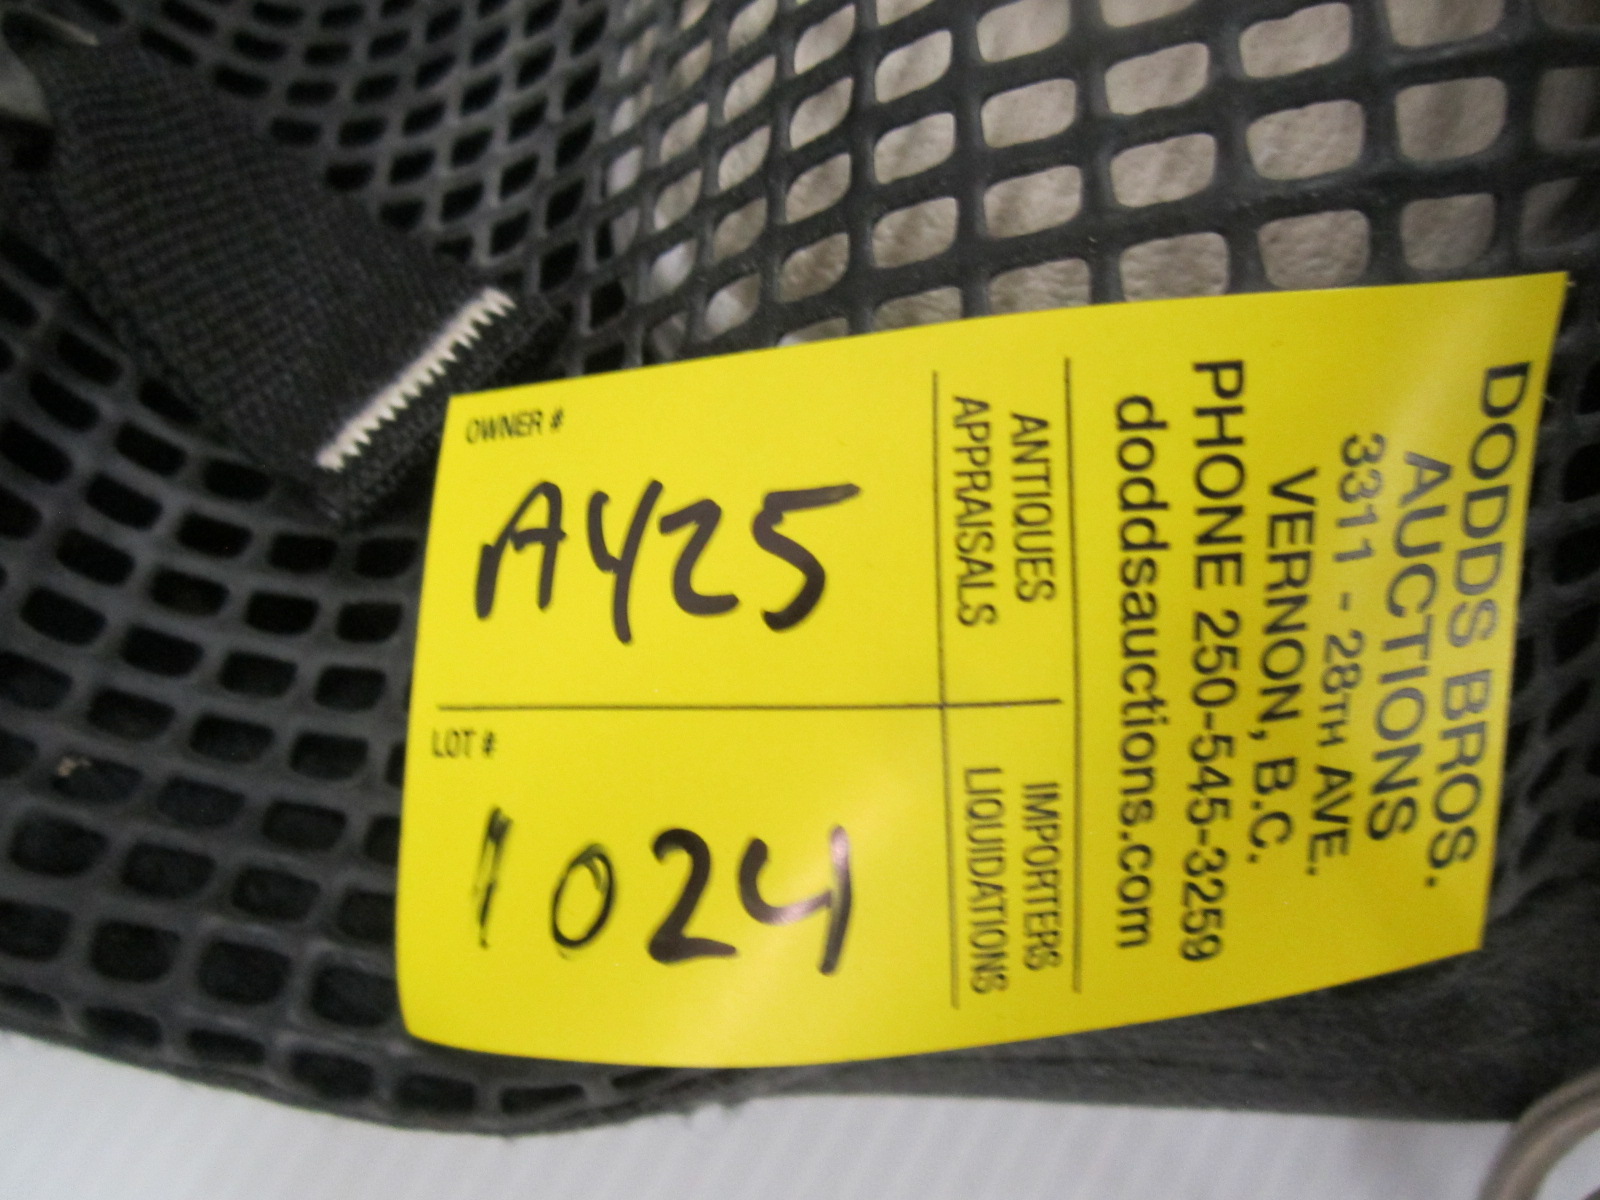 DODDS BROS.
AUCTIONS
3311 - 28TH AVE.
VERNON, B.C.
PHONE 250-545-3259
doddsauctions.com
ANTIQUES
APPRAISALS
IMPORTERS
LIQUIDATIONS
OWNER #
A425
LOT #
1024